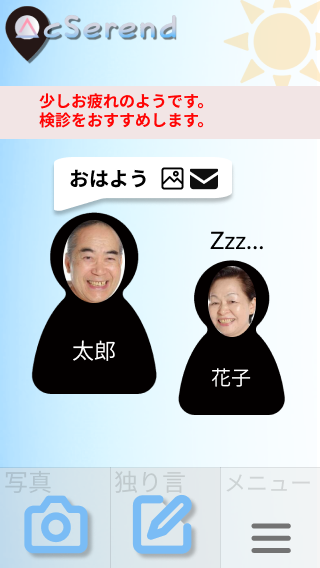 AcSerend
少しお疲れのようです。
検診をおすすめします。
おはよう
Zzz...
太郎
花子
写真
独り言
メニュー